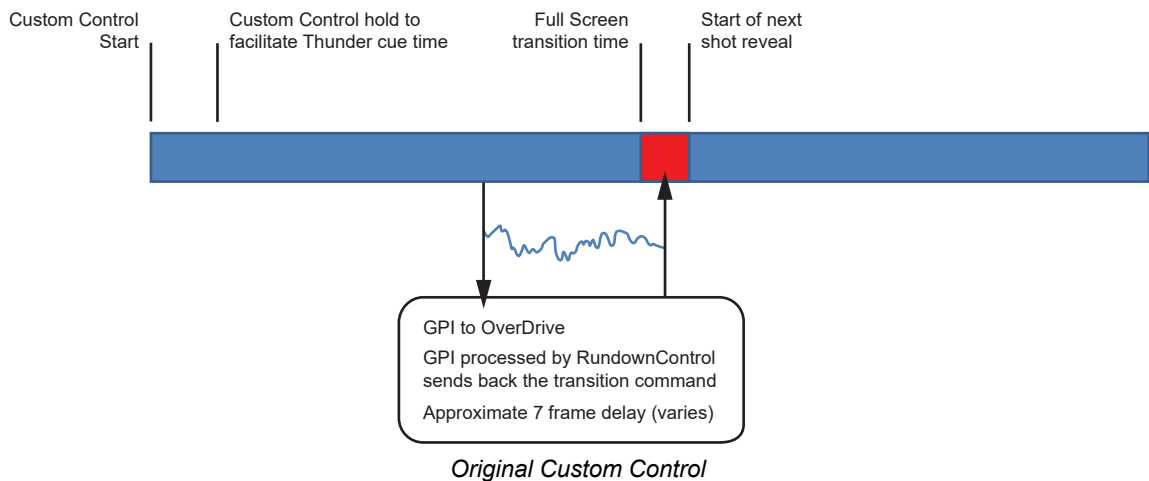 Custom Control
Start
Custom Control hold to
facilitate Thunder cue time
Full Screen
transition time
Start of next
shot reveal
GPI to OverDrive
GPI processed by RundownControl
sends back the transition command
Approximate 7 frame delay (varies)
Original Custom Control